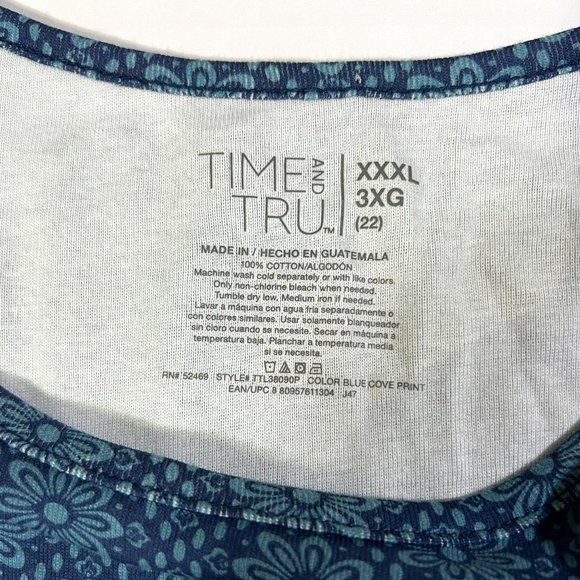 TIME AND TRU™
XXXL
3XG
(22)
MADE IN / HECHO EN GUATEMALA
100% COTTON/ALGODÓN
Machine wash cold separately or with like colors.
Only non-chlorine bleach when needed.
Tumble dry low. Medium iron if needed.
Lavar a máquina con agua fría separadamente o
con colores similares. Usar solamente blanqueador
sin cloro cuando se necesite. Secar en máquina a
temperatura baja. Planchar a temperatura media
si se necesita.
RN# 52469 STYLE# TTL38090P COLOR BLUE COVE PRINT
EAN/UPC 8 80957611304 J47